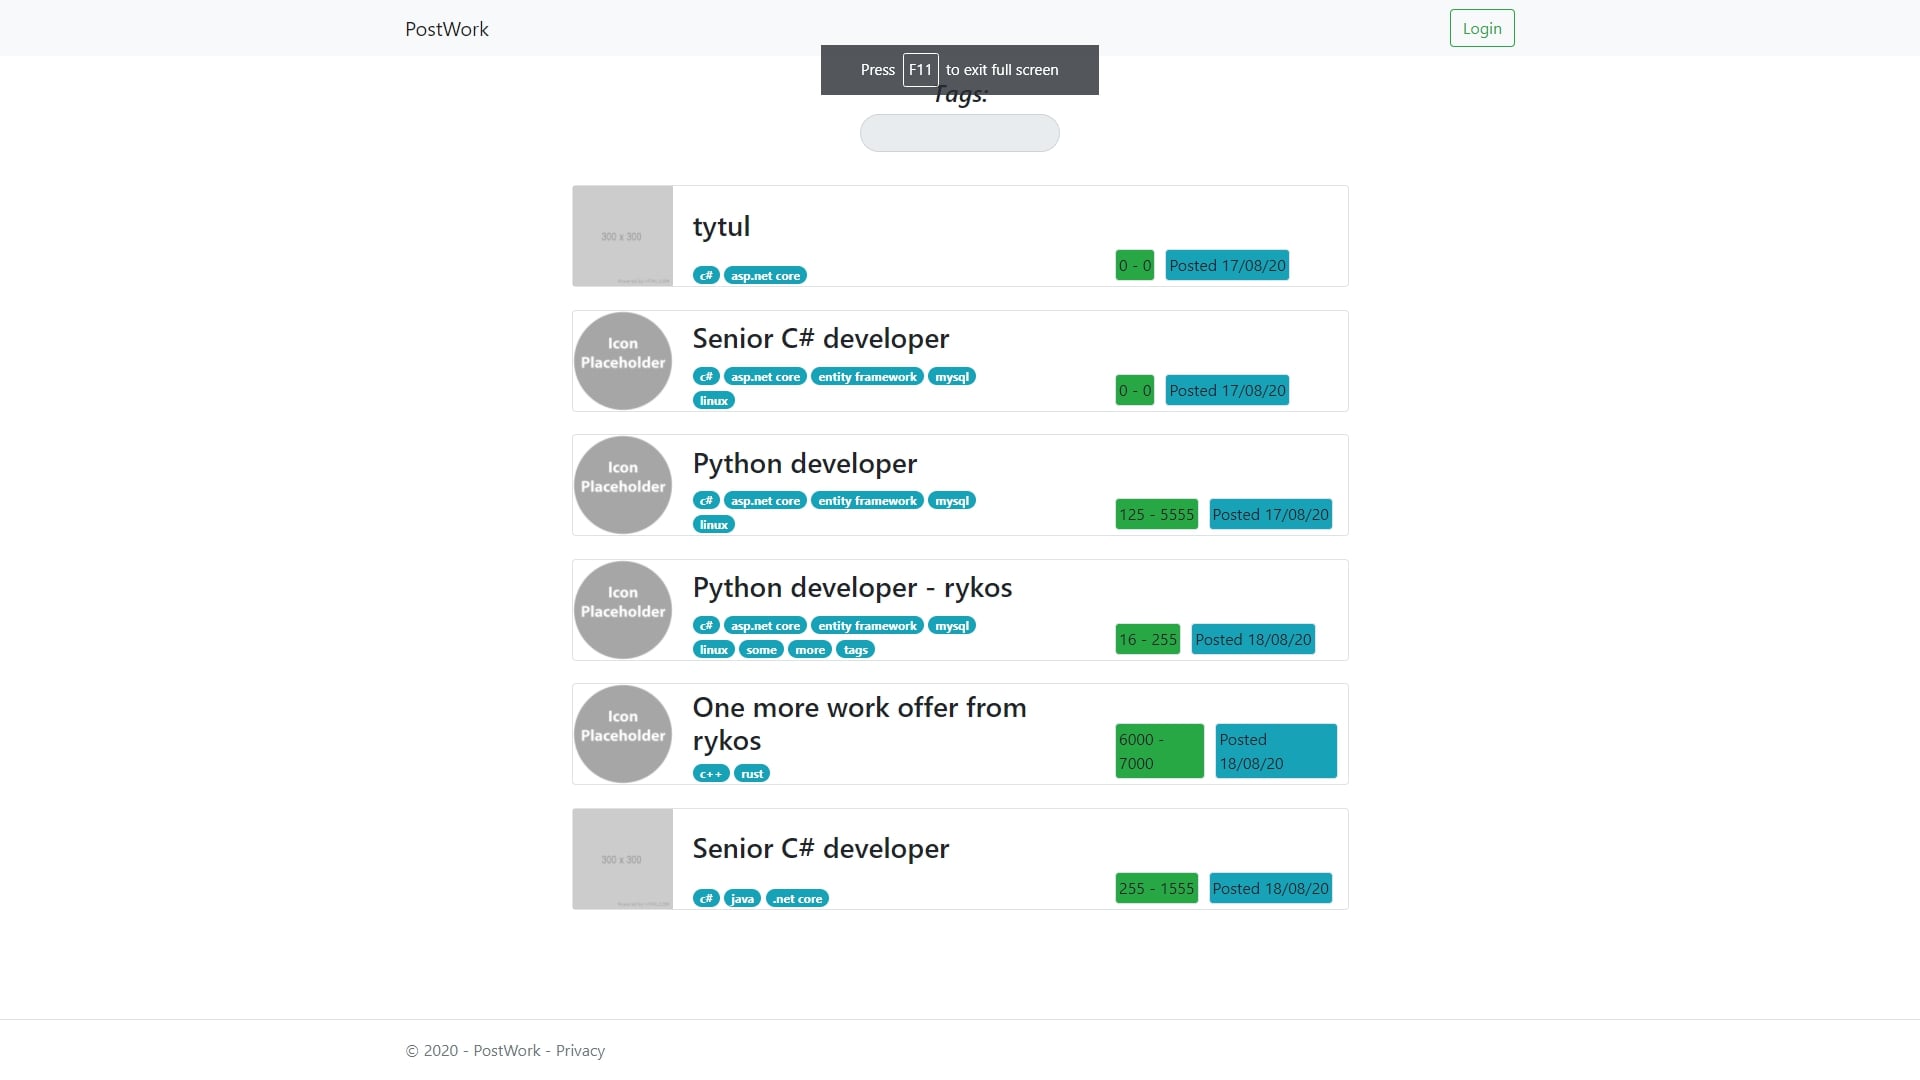 PostWork
Login
Press F11 to exit full screen
Tags:
300 x 300
tytul
c# asp.net core
0 - 0 Posted 17/08/20
Icon
Placeholder
Senior C# developer
c# asp.net core entity framework mysql
linux
0 - 0 Posted 17/08/20
Icon
Placeholder
Python developer
c# asp.net core entity framework mysql
linux
125 - 5555 Posted 17/08/20
Icon
Placeholder
Python developer - rykos
c# asp.net core entity framework mysql
linux some more tags
16 - 255 Posted 18/08/20
Icon
Placeholder
One more work offer from
rykos
c++ rust
6000 -
7000
Posted
18/08/20
300 x 300
Senior C# developer
c# java .net core
255 - 1555 Posted 18/08/20
© 2020 - PostWork - Privacy